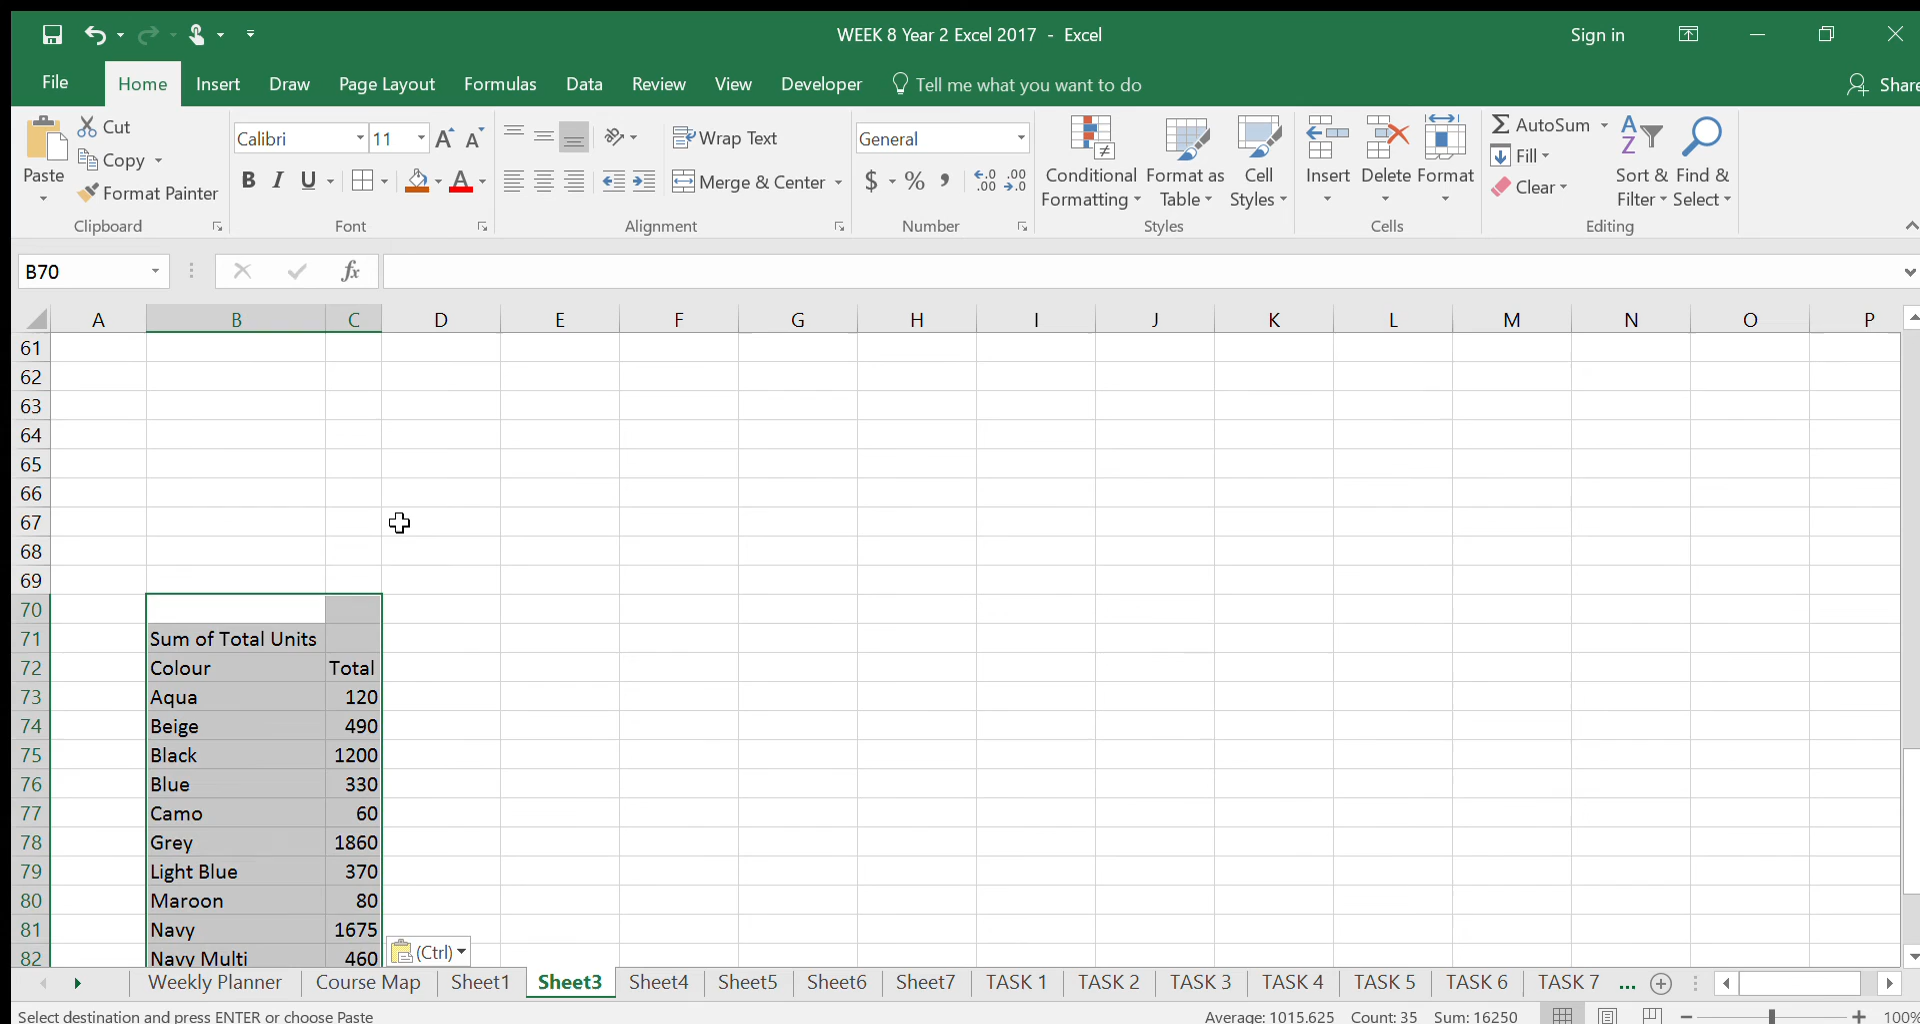 WEEK 8 Year 2 Excel 2017 - Excel
Sign in
File Home Insert Draw Page Layout Formulas Data Review View Developer Tell me what you want to do Share
Paste
Cut
Copy
Format Painter
Clipboard
Calibri 11 A A
B I U A
Font
Wrap Text
Merge & Center
Alignment
General
$ % , .0 .00 .00 .0
Number
Conditional Formatting
Format as Table
Cell Styles
Styles
Insert Delete Format
Cells
AutoSum
Fill
Clear
Sort & Filter
Find & Select
Editing
B70 fx
A B C D E F G H I J K L M N O P
61
62
63
64
65
66
67
68
69
70
71 Sum of Total Units
72 Colour Total
73 Aqua 120
74 Beige 490
75 Black 1200
76 Blue 330
77 Camo 60
78 Grey 1860
79 Light Blue 370
80 Maroon 80
81 Navy 1675
82 Navy Multi 460
(Ctrl)
Weekly Planner Course Map Sheet1 Sheet3 Sheet4 Sheet5 Sheet6 Sheet7 TASK 1 TASK 2 TASK 3 TASK 4 TASK 5 TASK 6 TASK 7 ...
Select destination and press ENTER or choose Paste Average: 1015.625 Count: 35 Sum: 16250 100%